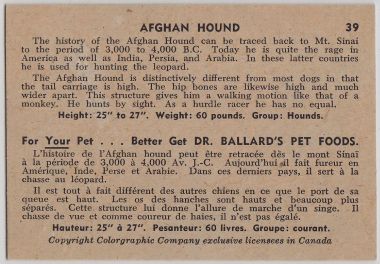 AFGHAN HOUND 39
The history of the Afghan Hound can be traced back to Mt. Sinai
to the period of 3,000 to 4,000 B.C. Today he is quite the rage in
America as well as India, Persia, and Arabia. In these latter countries
he is used for hunting the leopard.
The Afghan Hound is distinctively different from most dogs in that
the tail carriage is high. The hip bones are likewise high and much
wider apart. This structure gives him a walking motion like that of a
monkey. He hunts by sight. As a hurdle racer he has no equal.
Height: 25" to 27". Weight: 60 pounds. Group: Hounds.
For Your Pet . . . Better Get DR. BALLARD'S PET FOODS.
L'histoire de l'Afghan hound peut être retracée dès le mont Sinaï
à la période de 3,000 à 4,000 Av. J.-C. Aujourd'hui il fait fureur en
Amérique, Inde, Perse et Arabie. Dans ces derniers pays, il sert à la
chasse au léopard.
Il est tout à fait différent des autres chiens en ce que le port de sa
queue est haut. Les os des hanches sont hauts et beaucoup plus
séparés. Cette structure lui donne l'allure de marche d'un singe. Il
chasse de vue et comme coureur de haies, il n'est pas égalé.
Hauteur: 25" à 27". Pesanteur: 60 livres. Groupe: courant.
Copyright Colorgraphic Company exclusive licensees in Canada